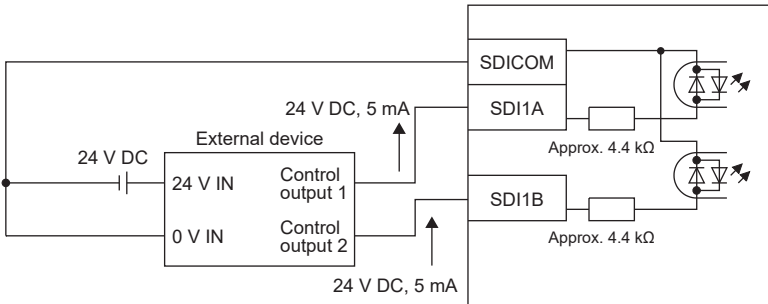 SDICOM
24 V DC, 5 mA
SDI1A
External device
Approx. 4.4 kΩ
24 V DC
24 V IN
Control
output 1
SDI1B
0 V IN
Control
output 2
Approx. 4.4 kΩ
24 V DC, 5 mA